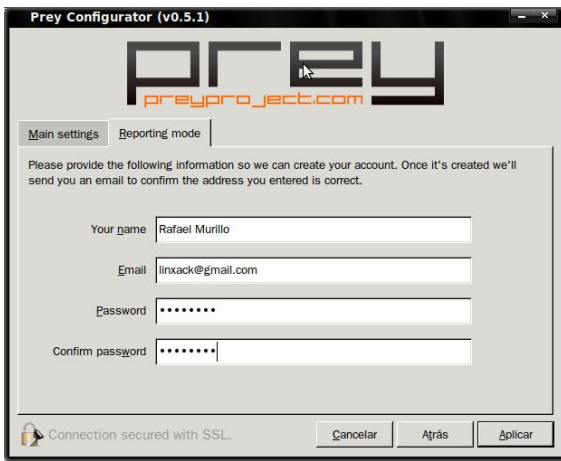 Prey Configurator (v0.5.1)
prey
preyproject.com
Main settings
Reporting mode
Please provide the following information so we can create your account. Once it's created we'll
send you an email to confirm the address you entered is correct.
Your name Rafael Murillo
Email linxack@gmail.com
Password ••••••••
Confirm password ••••••••
Connection secured with SSL.
Cancelar Atrás Aplicar